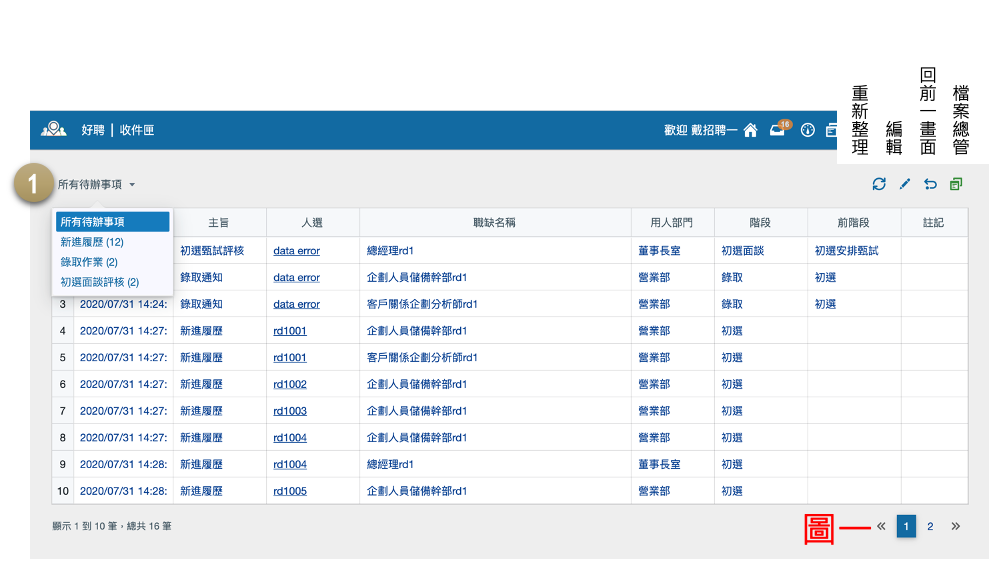 重新整理
編輯
回前一畫面
檔案總管
好聘 | 收件匣
歡迎 戴招聘一
16
1
所有待辦事項
所有待辦事項
新進履歷 (12)
錄取作業 (2)
初選面談評核 (2)
主旨 人選 職缺名稱 用人部門 階段 前階段 註記
初選甄試評核 data error 總經理rd1 董事長室 初選面談 初選安排甄試
錄取通知 data error 企劃人員儲備幹部rd1 營業部 錄取 初選
3 2020/07/31 14:24: 錄取通知 data error 客戶關係企劃分析師rd1 營業部 錄取 初選
4 2020/07/31 14:27: 新進履歷 rd1001 企劃人員儲備幹部rd1 營業部 初選
5 2020/07/31 14:27: 新進履歷 rd1001 客戶關係企劃分析師rd1 營業部 初選
6 2020/07/31 14:27: 新進履歷 rd1002 企劃人員儲備幹部rd1 營業部 初選
7 2020/07/31 14:27: 新進履歷 rd1003 企劃人員儲備幹部rd1 營業部 初選
8 2020/07/31 14:27: 新進履歷 rd1004 企劃人員儲備幹部rd1 營業部 初選
9 2020/07/31 14:28: 新進履歷 rd1004 總經理rd1 董事長室 初選
10 2020/07/31 14:28: 新進履歷 rd1005 企劃人員儲備幹部rd1 營業部 初選
顯示 1 到 10 筆，總共 16 筆
圖一
« 1 2 »